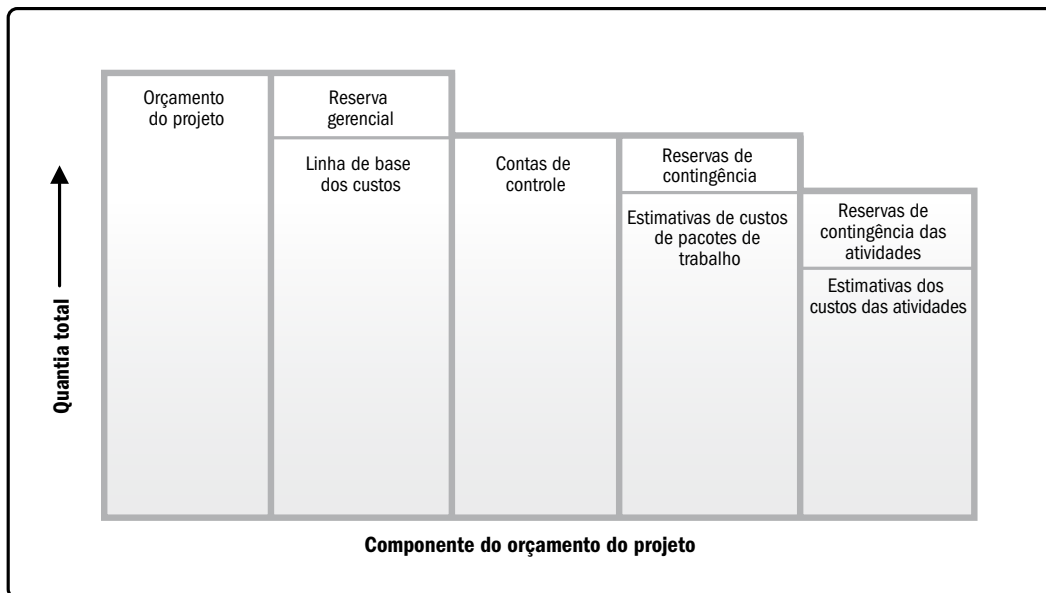 Orçamento
do projeto
Reserva
gerencial
Linha de base
dos custos
Contas de
controle
Reservas de
contingência
Estimativas de custos
de pacotes de
trabalho
Reservas de
contingência das
atividades
Estimativas dos
custos das atividades
Quantia total
Componente do orçamento do projeto